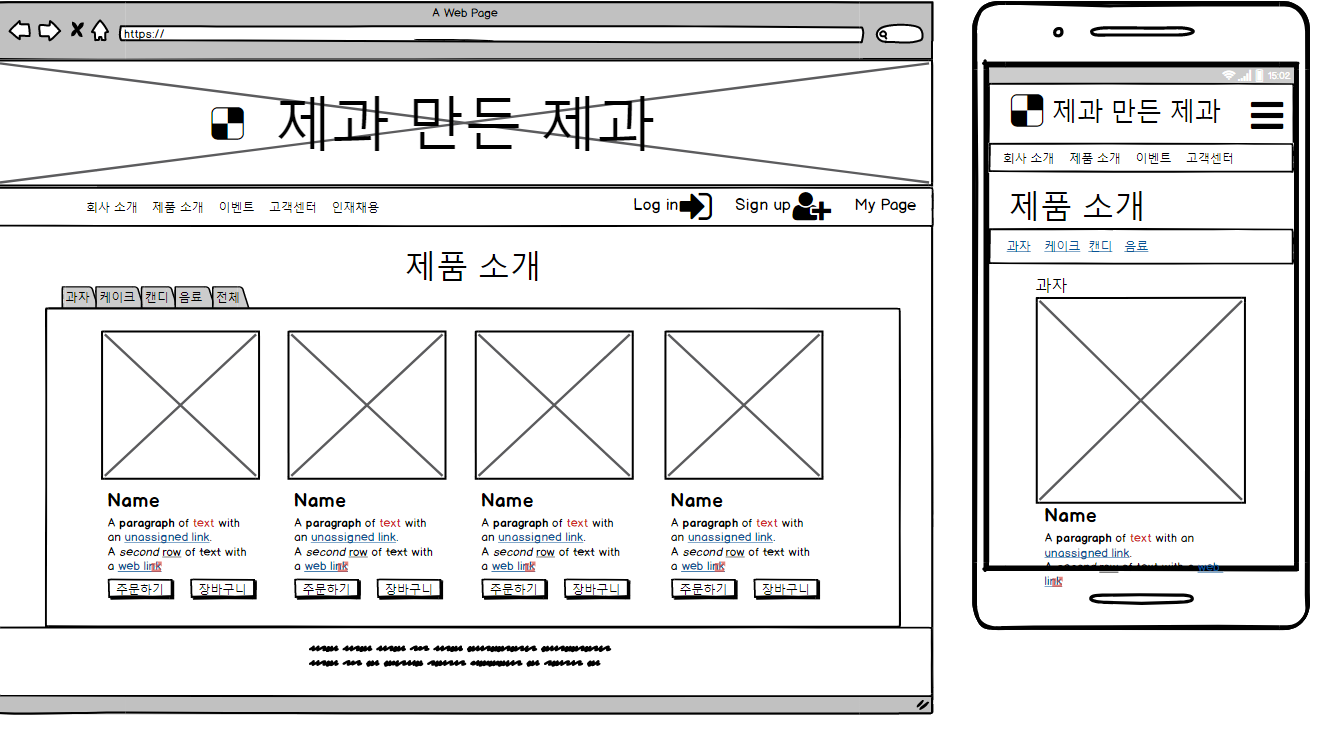 A Web Page
https://
제과 만든 제과
회사 소개 제품 소개 이벤트 고객센터 인재채용
Log in Sign up My Page
제품 소개
과자 케이크 캔디 음료 전체
Name
A paragraph of text with
an unassigned link.
A second row of text with
a web link
주문하기 장바구니
Name
A paragraph of text with
an unassigned link.
A second row of text with
a web link
주문하기 장바구니
Name
A paragraph of text with
an unassigned link.
A second row of text with
a web link
주문하기 장바구니
Name
A paragraph of text with
an unassigned link.
A second row of text with
a web link
주문하기 장바구니
15:02
제과 만든 제과
회사 소개 제품 소개 이벤트 고객센터
제품 소개
과자 케이크 캔디 음료
과자
Name
A paragraph of text with an
unassigned link.
A second row of text with a web
link